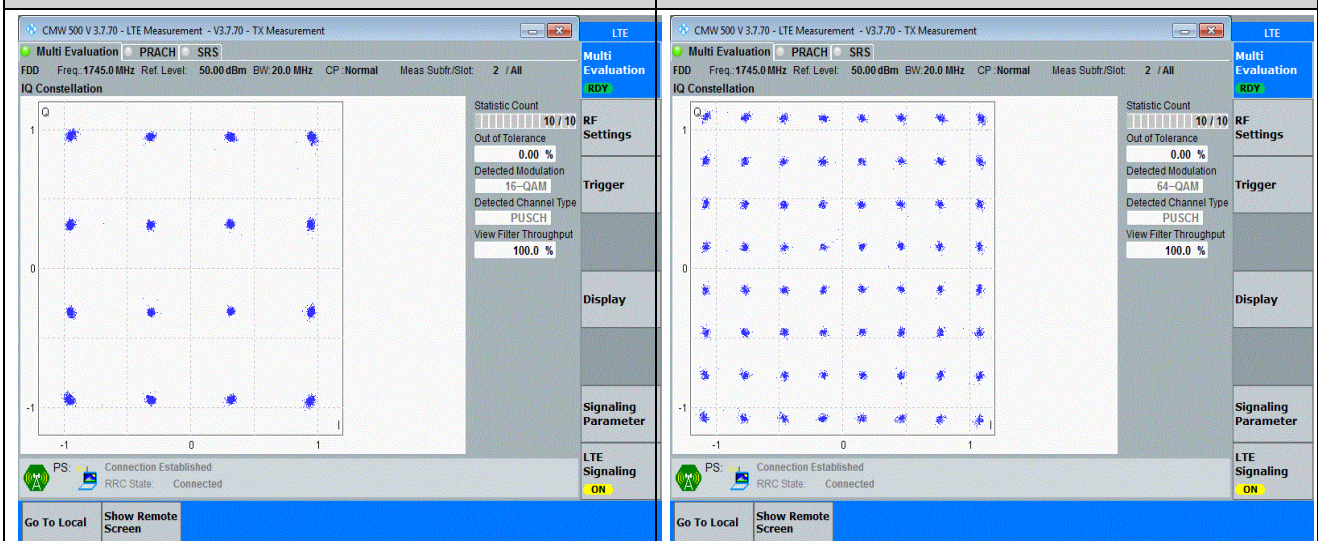 CMW 500 V 3.7.70 - LTE Measurement - V3.7.70 - TX Measurement
LTE
Multi Evaluation PRACH SRS
FDD Freq.:1745.0 MHz Ref. Level: 50.00 dBm BW:20.0 MHz CP :Normal Meas Subfr./Slot: 2 / All
IQ Constellation
Q
1
0
-1
I
-1 0 1
Statistic Count
10 / 10
Out of Tolerance
0.00 %
Detected Modulation
16-QAM
Detected Channel Type
PUSCH
View Filter Throughput
100.0 %
Multi
Evaluation
RDY
RF
Settings
Trigger
Display
Signaling
Parameter
LTE
Signaling
ON
PS: Connection Established
RRC State: Connected
Go To Local
Show Remote
Screen
CMW 500 V 3.7.70 - LTE Measurement - V3.7.70 - TX Measurement
LTE
Multi Evaluation PRACH SRS
FDD Freq.:1745.0 MHz Ref. Level: 50.00 dBm BW:20.0 MHz CP :Normal Meas Subfr./Slot: 2 / All
IQ Constellation
Q
1
0
-1
I
-1 0 1
Statistic Count
10 / 10
Out of Tolerance
0.00 %
Detected Modulation
64-QAM
Detected Channel Type
PUSCH
View Filter Throughput
100.0 %
Multi
Evaluation
RDY
RF
Settings
Trigger
Display
Signaling
Parameter
LTE
Signaling
ON
PS: Connection Established
RRC State: Connected
Go To Local
Show Remote
Screen